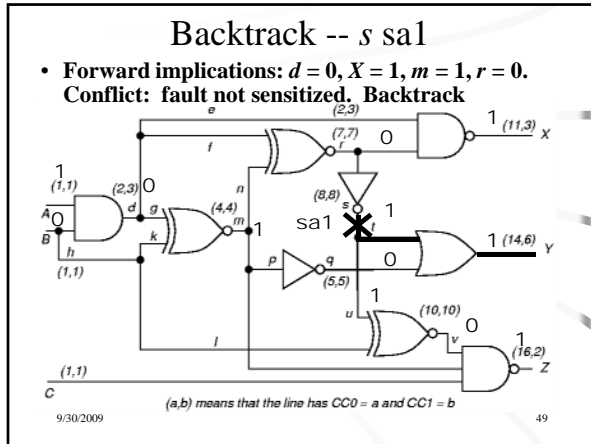 Backtrack -- s sa1
• Forward implications: d = 0, X = 1, m = 1, r = 0.
Conflict: fault not sensitized. Backtrack
e
(2,3)
1
(11,3)
X
(7,7)
r
0
f
1
(1,1)
A
0
B
(2,3)
0
d
g
k
h
(1,1)
(4,4)
m
1
n
(8,8)
s
sa1
1
t
1
(14,6)
Y
p
q
0
(5,5)
1
u
(10,10)
0
v
1
(16,2)
Z
l
(1,1)
C
(a,b) means that the line has CC0 = a and CC1 = b
9/30/2009
49